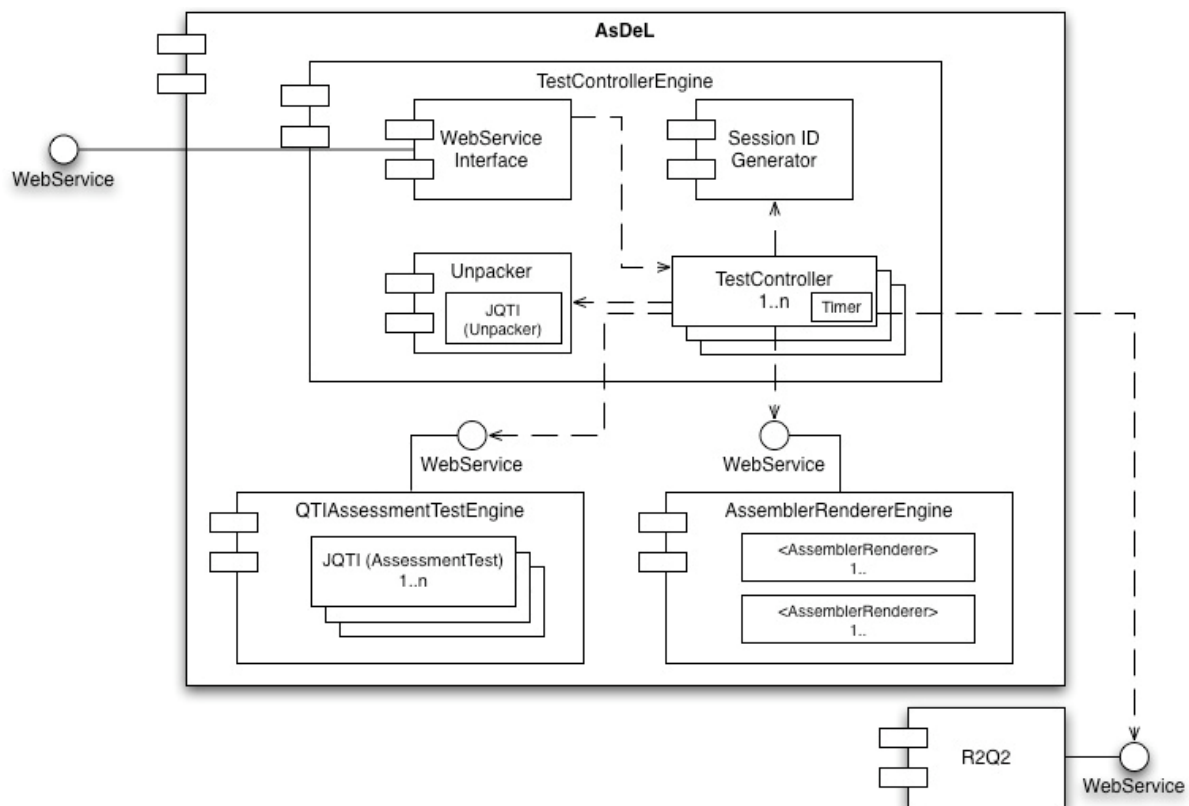 AsDeL
TestControllerEngine
WebService
Interface
Session ID
Generator
WebService
Unpacker
JQTI
(Unpacker)
TestController
1..n
Timer
WebService
WebService
QTIAssessmentTestEngine
JQTI (AssessmentTest)
1..n
AssemblerRendererEngine
<AssemblerRenderer>
1..
<AssemblerRenderer>
1..
R2Q2
WebService